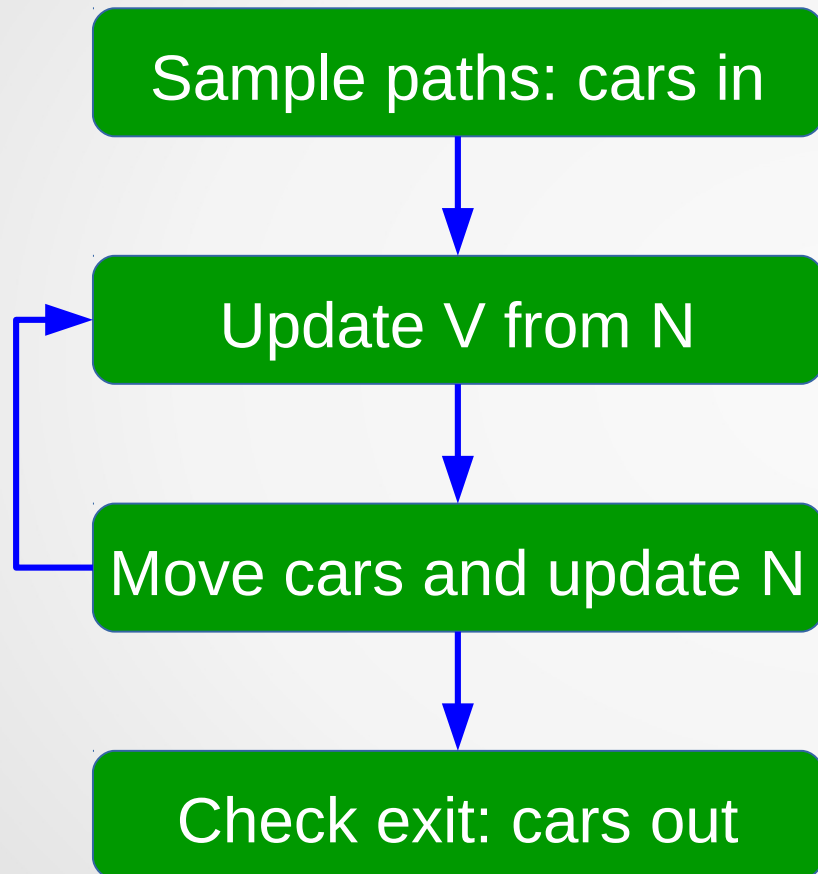 Sample paths: cars in
Update V from N
Move cars and update N
Check exit: cars out